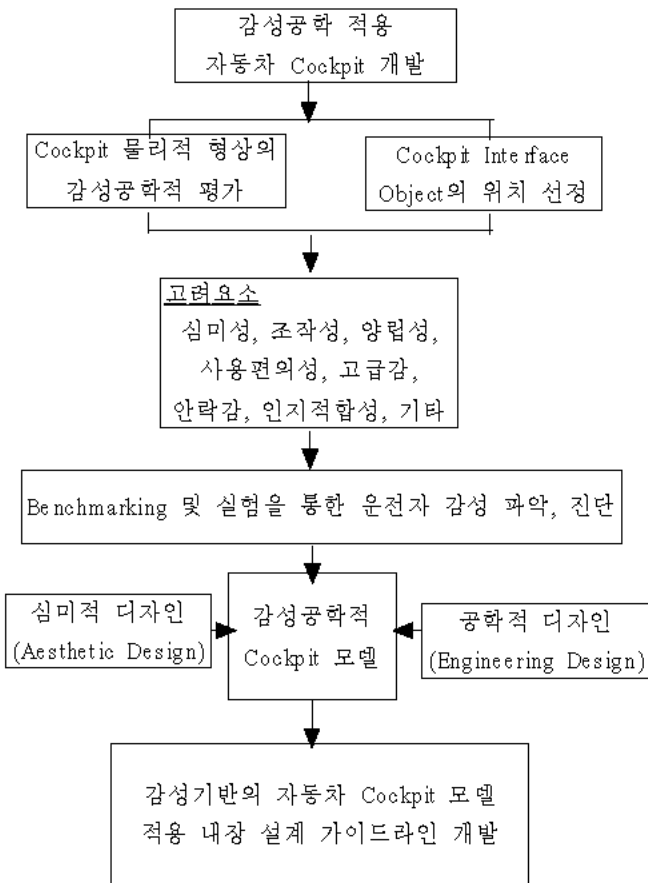 감성공학 적용
자동차 Cockpit 개발
Cockpit 물리적 형상의
감성공학적 평가
Cockpit Interface
Object의 위치 선정
고려요소
심미성, 조작성, 양립성,
사용편의성, 고급감,
안락감, 인지적합성, 기타
Benchmarking 및 실험을 통한 운전자 감성 파악, 진단
심미적 디자인
(Aesthetic Design)
감성공학적
Cockpit 모델
공학적 디자인
(Engineering Design)
감성기반의 자동차 Cockpit 모델
적용 내장 설계 가이드라인 개발